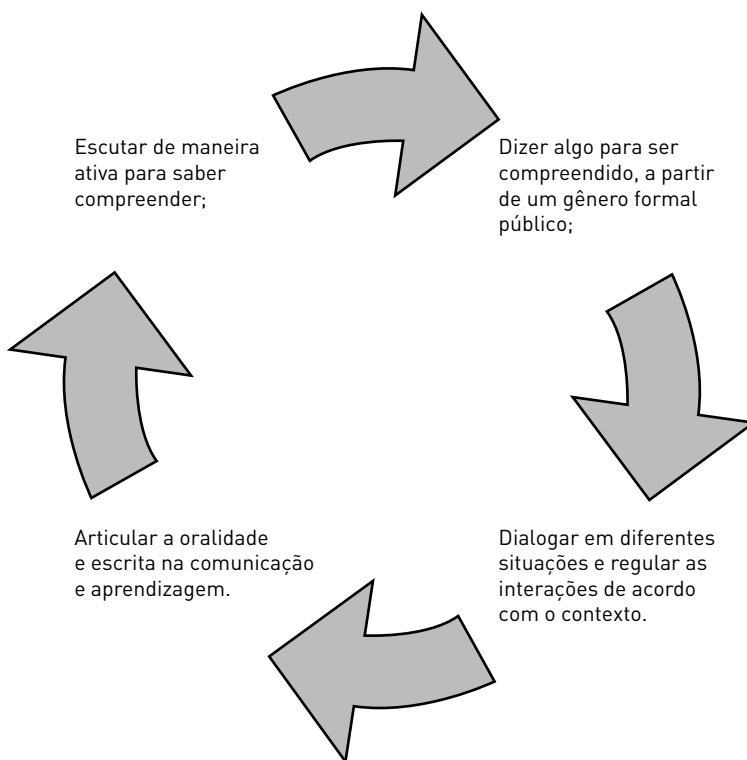 Escutar de maneira
ativa para saber
compreender;
Dizer algo para ser
compreendido, a partir
de um gênero formal
público;
Dialogar em diferentes
situações e regular as
interações de acordo
com o contexto.
Articular a oralidade
e escrita na comunicação
e aprendizagem.